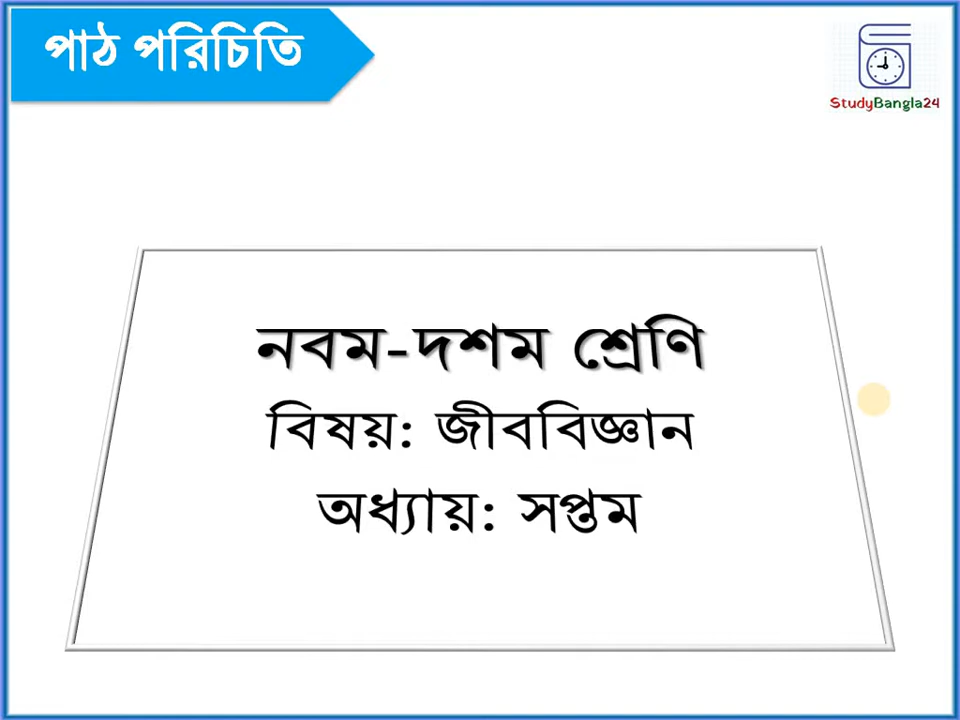 পাঠ পরিচিতি
StudyBangla24
নবম-দশম শ্রেণি
বিষয়: জীববিজ্ঞান
অধ্যায়: সপ্তম